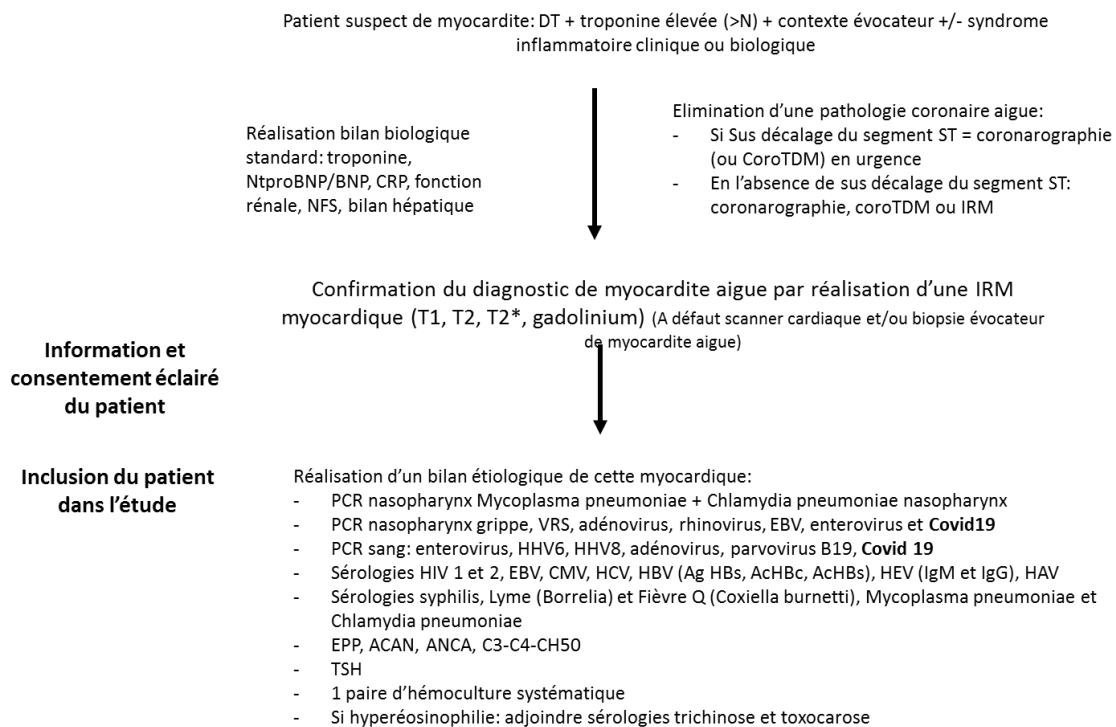 Patient suspect de myocardite: DT + troponine élevée (>N) + contexte évocateur +/- syndrome
inflammatoire clinique ou biologique
Réalisation bilan biologique
standard: troponine,
NtproBNP/BNP, CRP, fonction
rénale, NFS, bilan hépatique
Elimination d'une pathologie coronaire aigue:
- Si Sus décalage du segment ST = coronarographie
(ou CoroTDM) en urgence
- En l'absence de sus décalage du segment ST:
coronarographie, coroTDM ou IRM
Confirmation du diagnostic de myocardite aigue par réalisation d'une IRM
myocardique (T1, T2, T2*, gadolinium) (A défaut scanner cardiaque et/ou biopsie évocateur
de myocardite aigue)
Information et
consentement éclairé
du patient
Inclusion du patient
dans l'étude
Réalisation d'un bilan étiologique de cette myocardique:
- PCR nasopharynx Mycoplasma pneumoniae + Chlamydia pneumoniae nasopharynx
- PCR nasopharynx grippe, VRS, adénovirus, rhinovirus, EBV, enterovirus et Covid19
- PCR sang: enterovirus, HHV6, HHV8, adénovirus, parvovirus B19, Covid 19
- Sérologies HIV 1 et 2, EBV, CMV, HCV, HBV (Ag HBs, AcHBc, AcHBs), HEV (IgM et IgG), HAV
- Sérologies syphilis, Lyme (Borrelia) et Fièvre Q (Coxiella burnetti), Mycoplasma pneumoniae et
Chlamydia pneumoniae
- EPP, ACAN, ANCA, C3-C4-CH50
- TSH
- 1 paire d'hémoculture systématique
- Si hyperéosinophilie: adjoindre sérologies trichinose et toxocarose